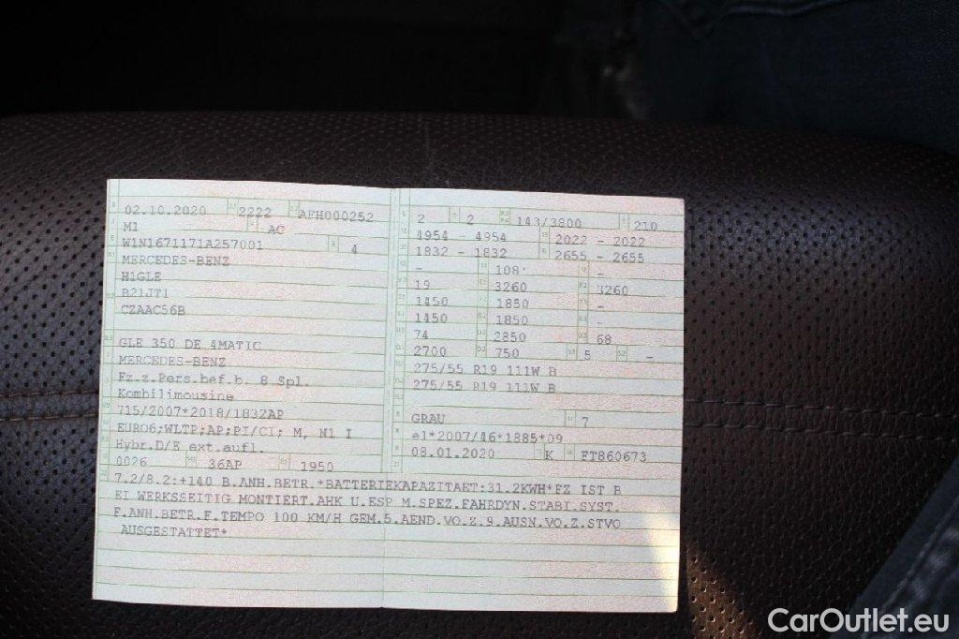 02.10.2020 2222 AFH000252
M1 AC
W1N1671171A257001 4
MERCEDES-BENZ
H1GLE
R21JT1
CZAAC56B
GLE 350 DE 4MATIC
MERCEDES-BENZ
Fz.z.Pers.bef.b. 8 Spl.
Kombilimousine
715/2007*2018/1832AP
EURO6;WLTP;AP;PI/CI; M, N1 I
Hybr.D/E ext.aufl.
0026 36AP 1950
2 2 143/3800 210
4954 - 4954 2022 - 2022
1832 - 1832 2655 - 2655
- 108 -
19 3260 3260
1450 1850 -
1450 1850 -
74 2850 68
2700 750 5 -
275/55 R19 111W B
275/55 R19 111W B
GRAU 7
e1*2007/46*1885*09
08.01.2020 K FT860673
7.2/8.2:+140 B.ANH.BETR.*BATTERIEKAPAZITAET:31.2KWH*FZ IST B
EI WERKSSEITIG MONTIERT.AHK U.ESP M.SPEZ.FAHRDYN.STABI.SYST.
F.ANH.BETR.F.TEMPO 100 KM/H GEM.5.AEND.VO.Z.9.AUSN.VO.Z.STVO
AUSGESTATTET*
CarOutlet.eu